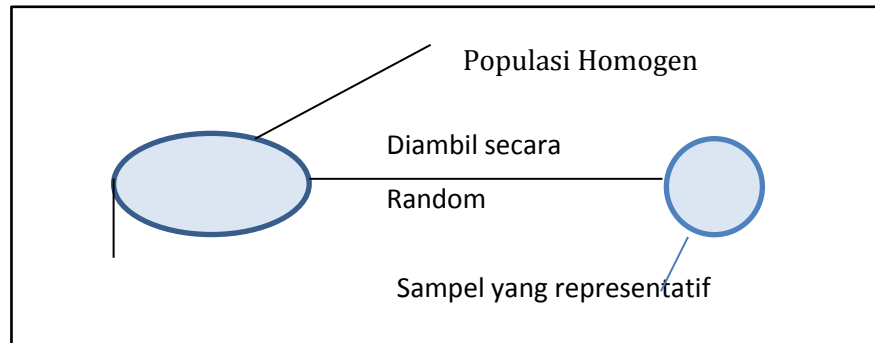 Populasi Homogen
Diambil secara
Random
Sampel yang representatif